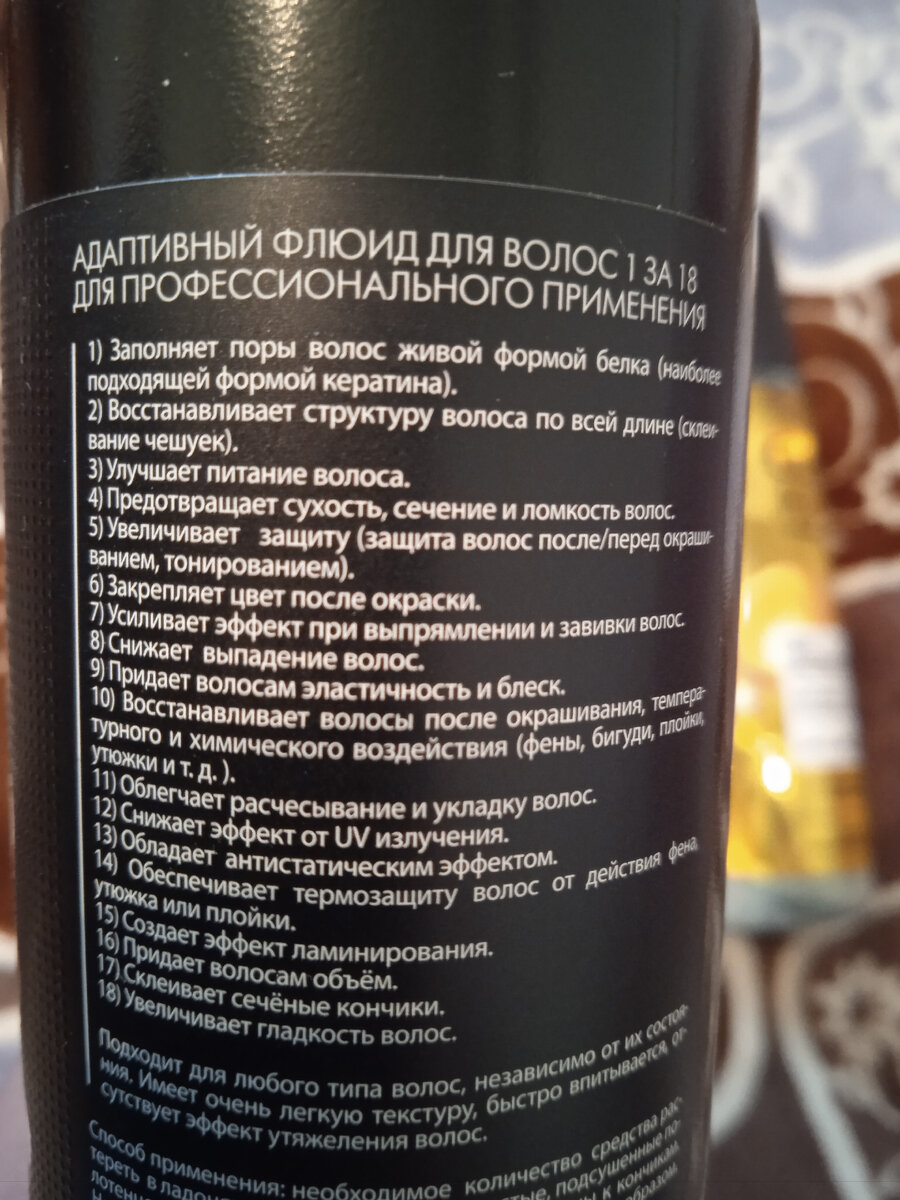 АДАПТИВНЫЙ ФЛЮИД ДЛЯ ВОЛОС 1 ЗА 18
ДЛЯ ПРОФЕССИОНАЛЬНОГО ПРИМЕНЕНИЯ
1) Заполняет поры волос живой формой белка (наиболее
подходящей формой кератина).
2) Восстанавливает структуру волоса по всей длине (склеи-
вание чешуек).
3) Улучшает питание волоса.
4) Предотвращает сухость, сечение и ломкость волос.
5) Увеличивает защиту (защита волос после/перед окраши-
ванием, тонированием).
6) Закрепляет цвет после окраски.
7) Усиливает эффект при выпрямлении и завивки волос.
8) Снижает выпадение волос.
9) Придает волосам эластичность и блеск.
10) Восстанавливает волосы после окрашивания, темпера-
турного и химического воздействия (фены, бигуди, плойки,
утюжки и т. д. ).
11) Облегчает расчесывание и укладку волос.
12) Снижает эффект от UV излучения.
13) Обладает антистатическим эффектом.
14) Обеспечивает термозащиту волос от действия фена,
утюжка или плойки.
15) Создает эффект ламинирования.
16) Придает волосам объём.
17) Склеивает сечёные кончики.
18) Увеличивает гладкость волос.
Подходит для любого типа волос, независимо от их состоя-
ния. Имеет очень легкую текстуру, быстро впитывается, от-
сутствует эффект утяжеления волос.
Способ применения: необходимое количество средства рас-
тереть в ладон подсушенные по-
лотенц к кончикам.